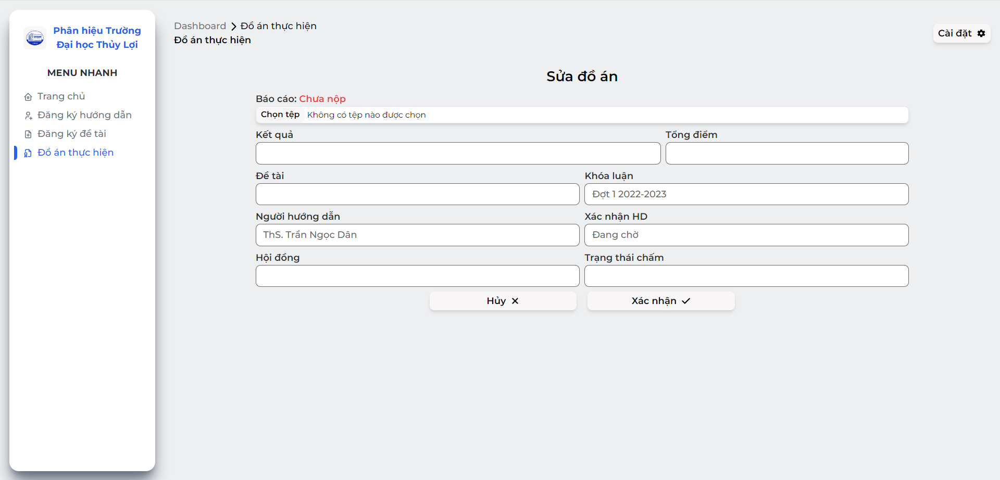 Phân hiệu Trường
Đại học Thủy Lợi
MENU NHANH
Trang chủ
Đăng ký hướng dẫn
Đăng ký đề tài
Đồ án thực hiện
Dashboard Đồ án thực hiện
Đồ án thực hiện
Cài đặt
Sửa đồ án
Báo cáo: Chưa nộp
Chọn tệp Không có tệp nào được chọn
Kết quả Tổng điểm
Đề tài Khóa luận
Đợt 1 2022-2023
Người hướng dẫn Xác nhận HD
ThS. Trần Ngọc Dân Đang chờ
Hội đồng Trạng thái chấm
Hủy Xác nhận